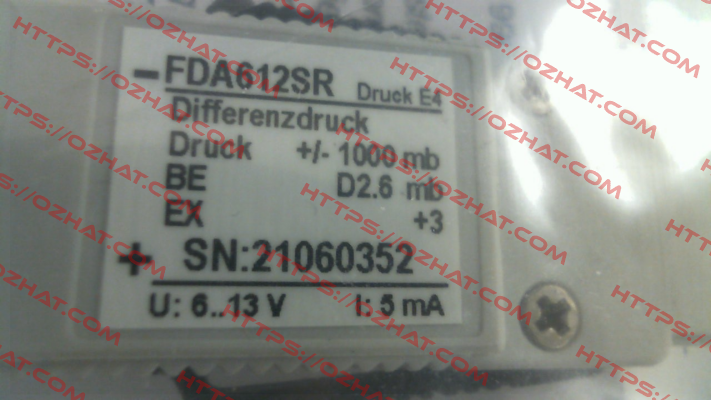 FDA612SR Druck E4
Differenzdruck
Druck +/- 1000 mb
BE D2.6 mb
EX +3
- +
SN:21060352
U: 6..13 V I: 5 mA
HTTPS://OZHAT.COM